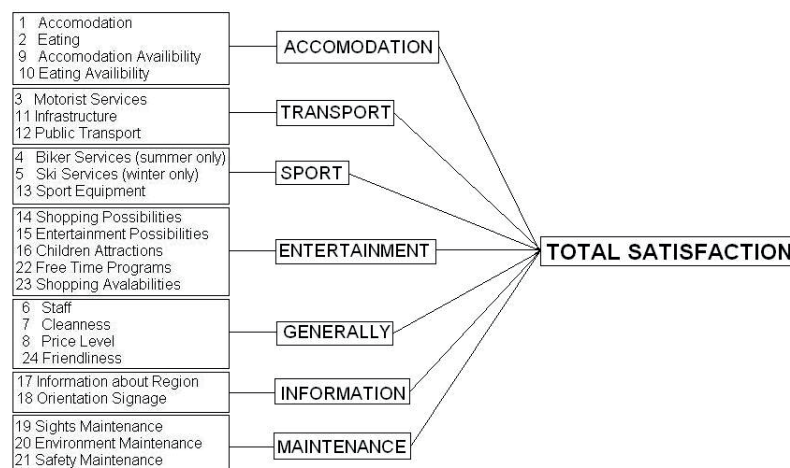 1 Accomodation
2 Eating
9 Accomodation Availibility
10 Eating Availibility
ACCOMODATION
3 Motorist Services
11 Infrastructure
12 Public Transport
TRANSPORT
4 Biker Services (summer only)
5 Ski Services (winter only)
13 Sport Equipment
SPORT
14 Shopping Possibilities
15 Entertainment Possibilities
16 Children Attractions
22 Free Time Programs
23 Shopping Avalabilities
ENTERTAINMENT
TOTAL SATISFACTION
6 Staff
7 Cleanness
8 Price Level
24 Friendliness
GENERALLY
17 Information about Region
18 Orientation Signage
INFORMATION
19 Sights Maintenance
20 Environment Maintenance
21 Safety Maintenance
MAINTENANCE